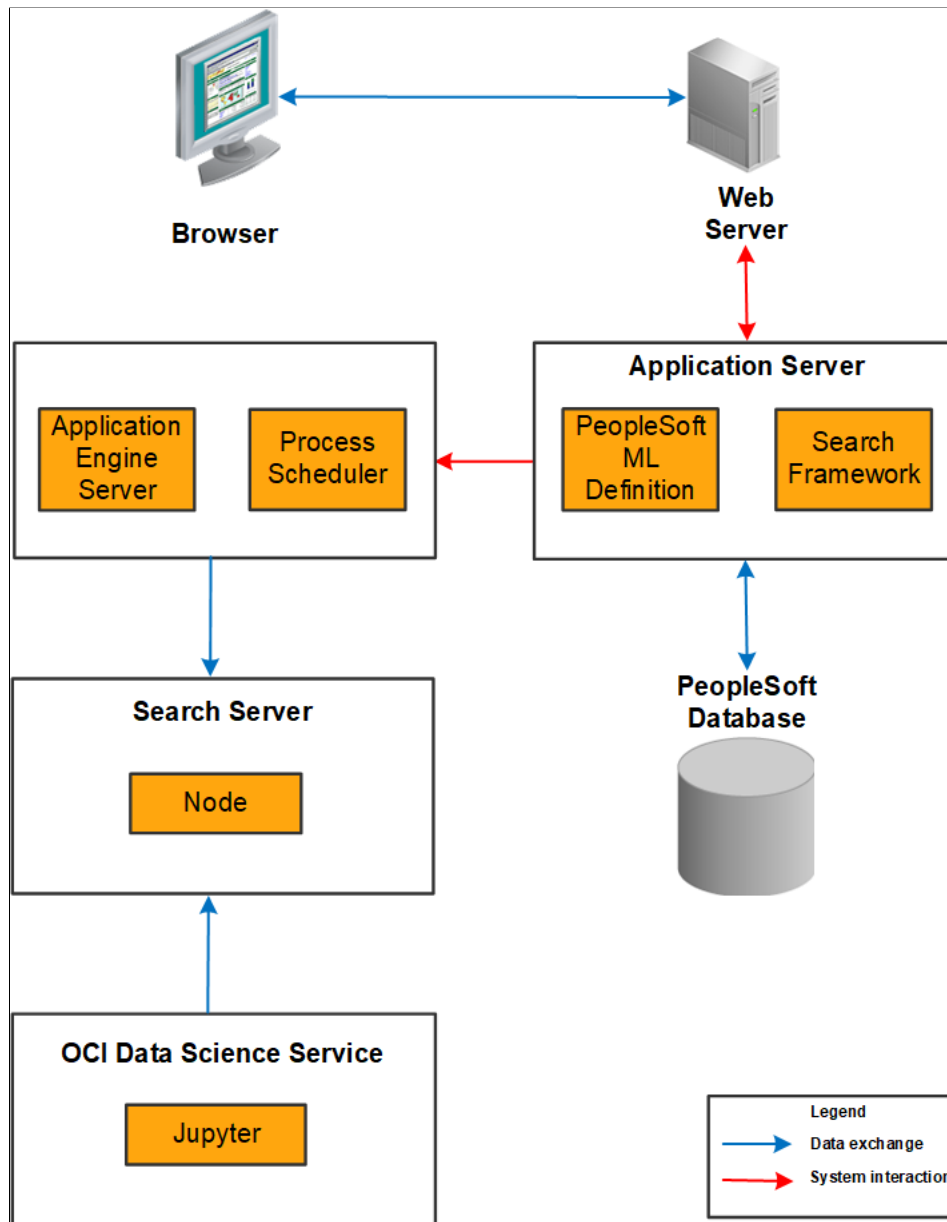 Browser
Web
Server
Application Server
Application
Engine
Server
Process
Scheduler
PeopleSoft
ML
Definition
Search
Framework
Search Server
Node
PeopleSoft
Database
OCI Data Science Service
Jupyter
Legend
Data exchange
System interaction